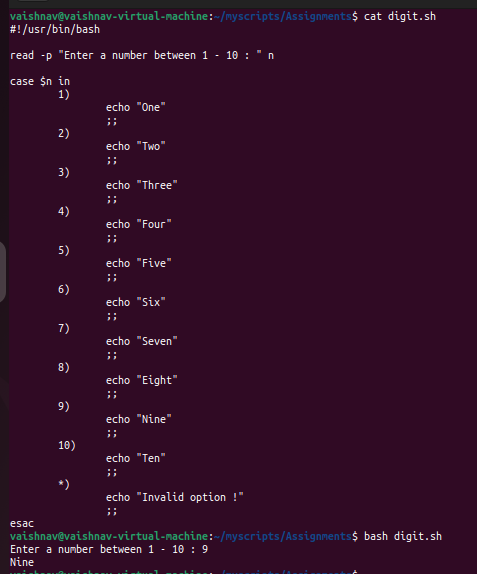 vaishnav@vaishnav-virtual-machine:~/myscripts/Assignments$ cat digit.sh
#!/usr/bin/bash
read -p "Enter a number between 1 - 10 : " n
case $n in
1)
echo "One"
;;
2)
echo "Two"
;;
3)
echo "Three"
;;
4)
echo "Four"
;;
5)
echo "Five"
;;
6)
echo "Six"
;;
7)
echo "Seven"
;;
8)
echo "Eight"
;;
9)
echo "Nine"
;;
10)
echo "Ten"
;;
*)
echo "Invalid option !"
;;
esac
vaishnav@vaishnav-virtual-machine:~/myscripts/Assignments$ bash digit.sh
Enter a number between 1 - 10 : 9
Nine
vaishnav@vaishnav-virtual-machine:~/myscripts/Assignments$